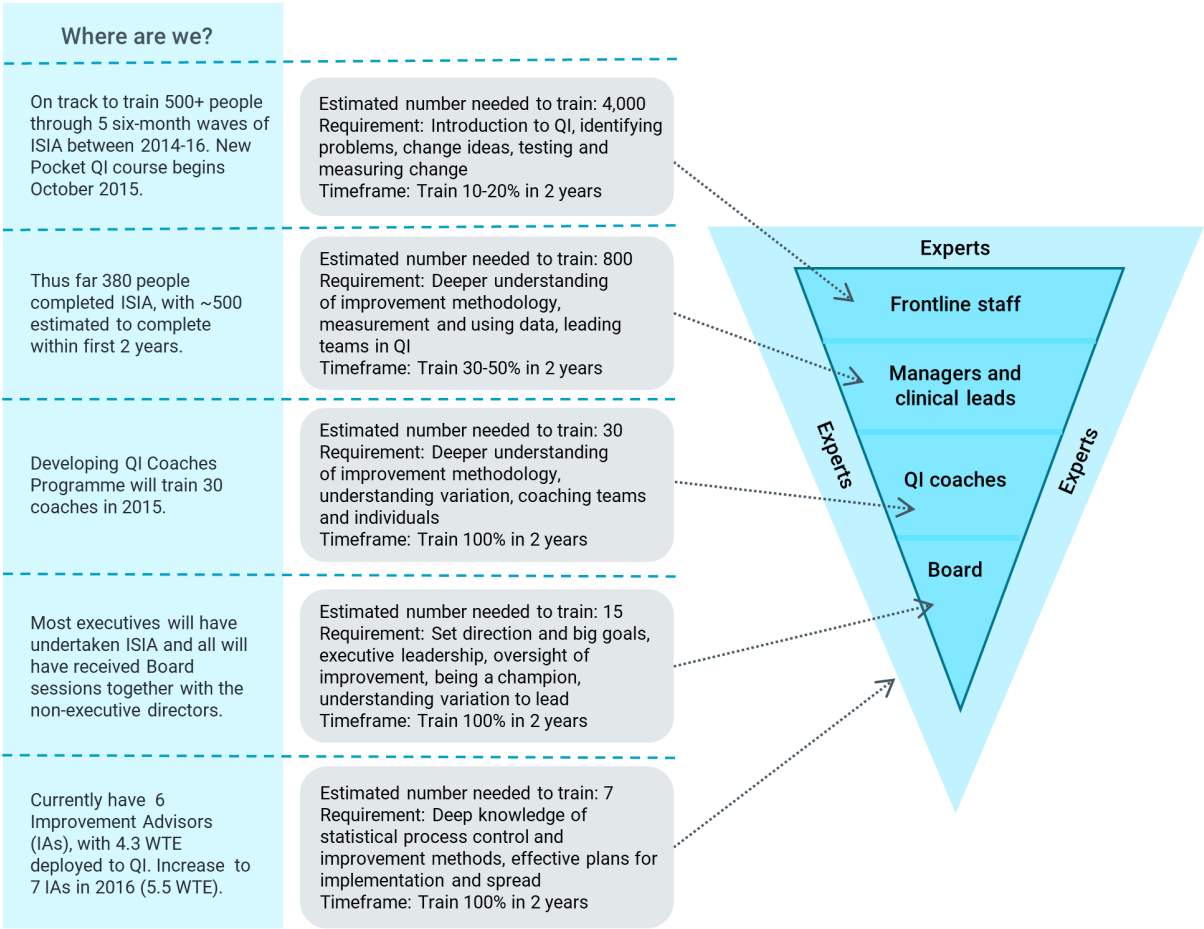 Where are we?
On track to train 500+ people
through 5 six-month waves of
ISIA between 2014-16. New
Pocket QI course begins
October 2015.
Estimated number needed to train: 4,000
Requirement: Introduction to QI, identifying
problems, change ideas, testing and
measuring change
Timeframe: Train 10-20% in 2 years
Thus far 380 people
completed ISIA, with ~500
estimated to complete
within first 2 years.
Estimated number needed to train: 800
Requirement: Deeper understanding
of improvement methodology,
measurement and using data, leading
teams in QI
Timeframe: Train 30-50% in 2 years
Developing QI Coaches
Programme will train 30
coaches in 2015.
Estimated number needed to train: 30
Requirement: Deeper understanding
of improvement methodology,
understanding variation, coaching teams
and individuals
Timeframe: Train 100% in 2 years
Most executives will have
undertaken ISIA and all will
have received Board
sessions together with the
non-executive directors.
Estimated number needed to train: 15
Requirement: Set direction and big goals,
executive leadership, oversight of
improvement, being a champion,
understanding variation to lead
Timeframe: Train 100% in 2 years
Currently have 6
Improvement Advisors
(IAs), with 4.3 WTE
deployed to QI. Increase to
7 IAs in 2016 (5.5 WTE).
Estimated number needed to train: 7
Requirement: Deep knowledge of
statistical process control and
improvement methods, effective plans for
implementation and spread
Timeframe: Train 100% in 2 years
Experts
Frontline staff
Managers and
clinical leads
Experts
Experts
QI coaches
Board